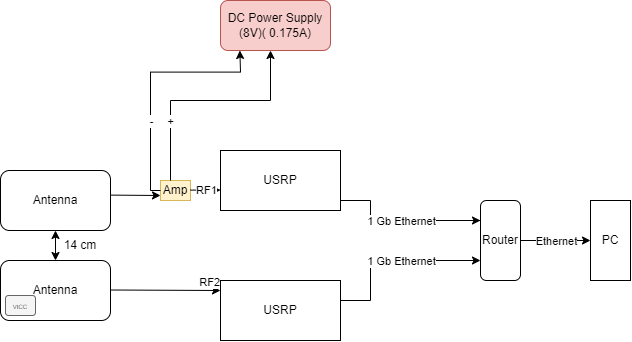 DC Power Supply
(8V)( 0.175A)
- +
Antenna
Amp
RF1
USRP
14 cm
1 Gb Ethernet
Router
Ethernet
PC
1 Gb Ethernet
Antenna
VICC
RF2
USRP